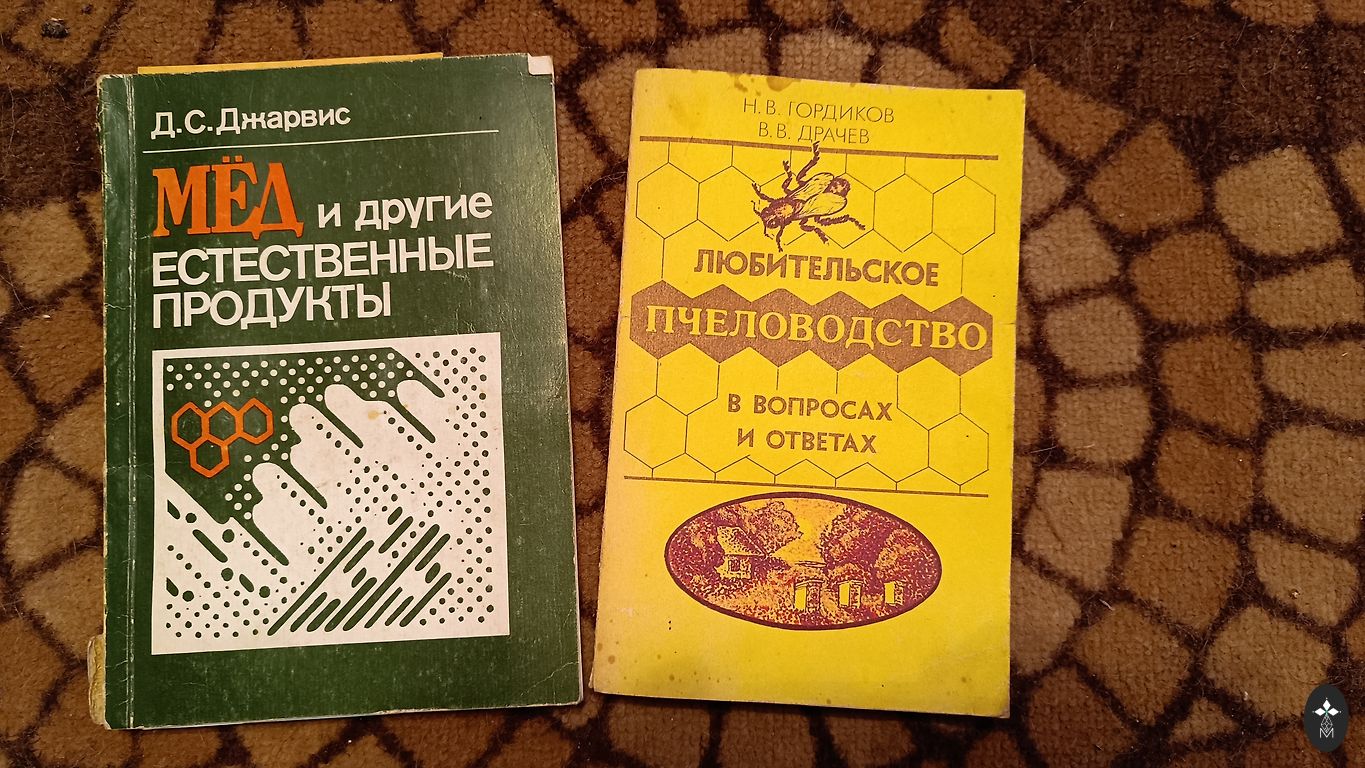 Д.С.Джарвис
МЁД и другие
ЕСТЕСТВЕННЫЕ
ПРОДУКТЫ
Н.В. ГОРДИКОВ
В.В. ДРАЧЕВ
ЛЮБИТЕЛЬСКОЕ
ПЧЕЛОВОДСТВО
В ВОПРОСАХ
И ОТВЕТАХ
М